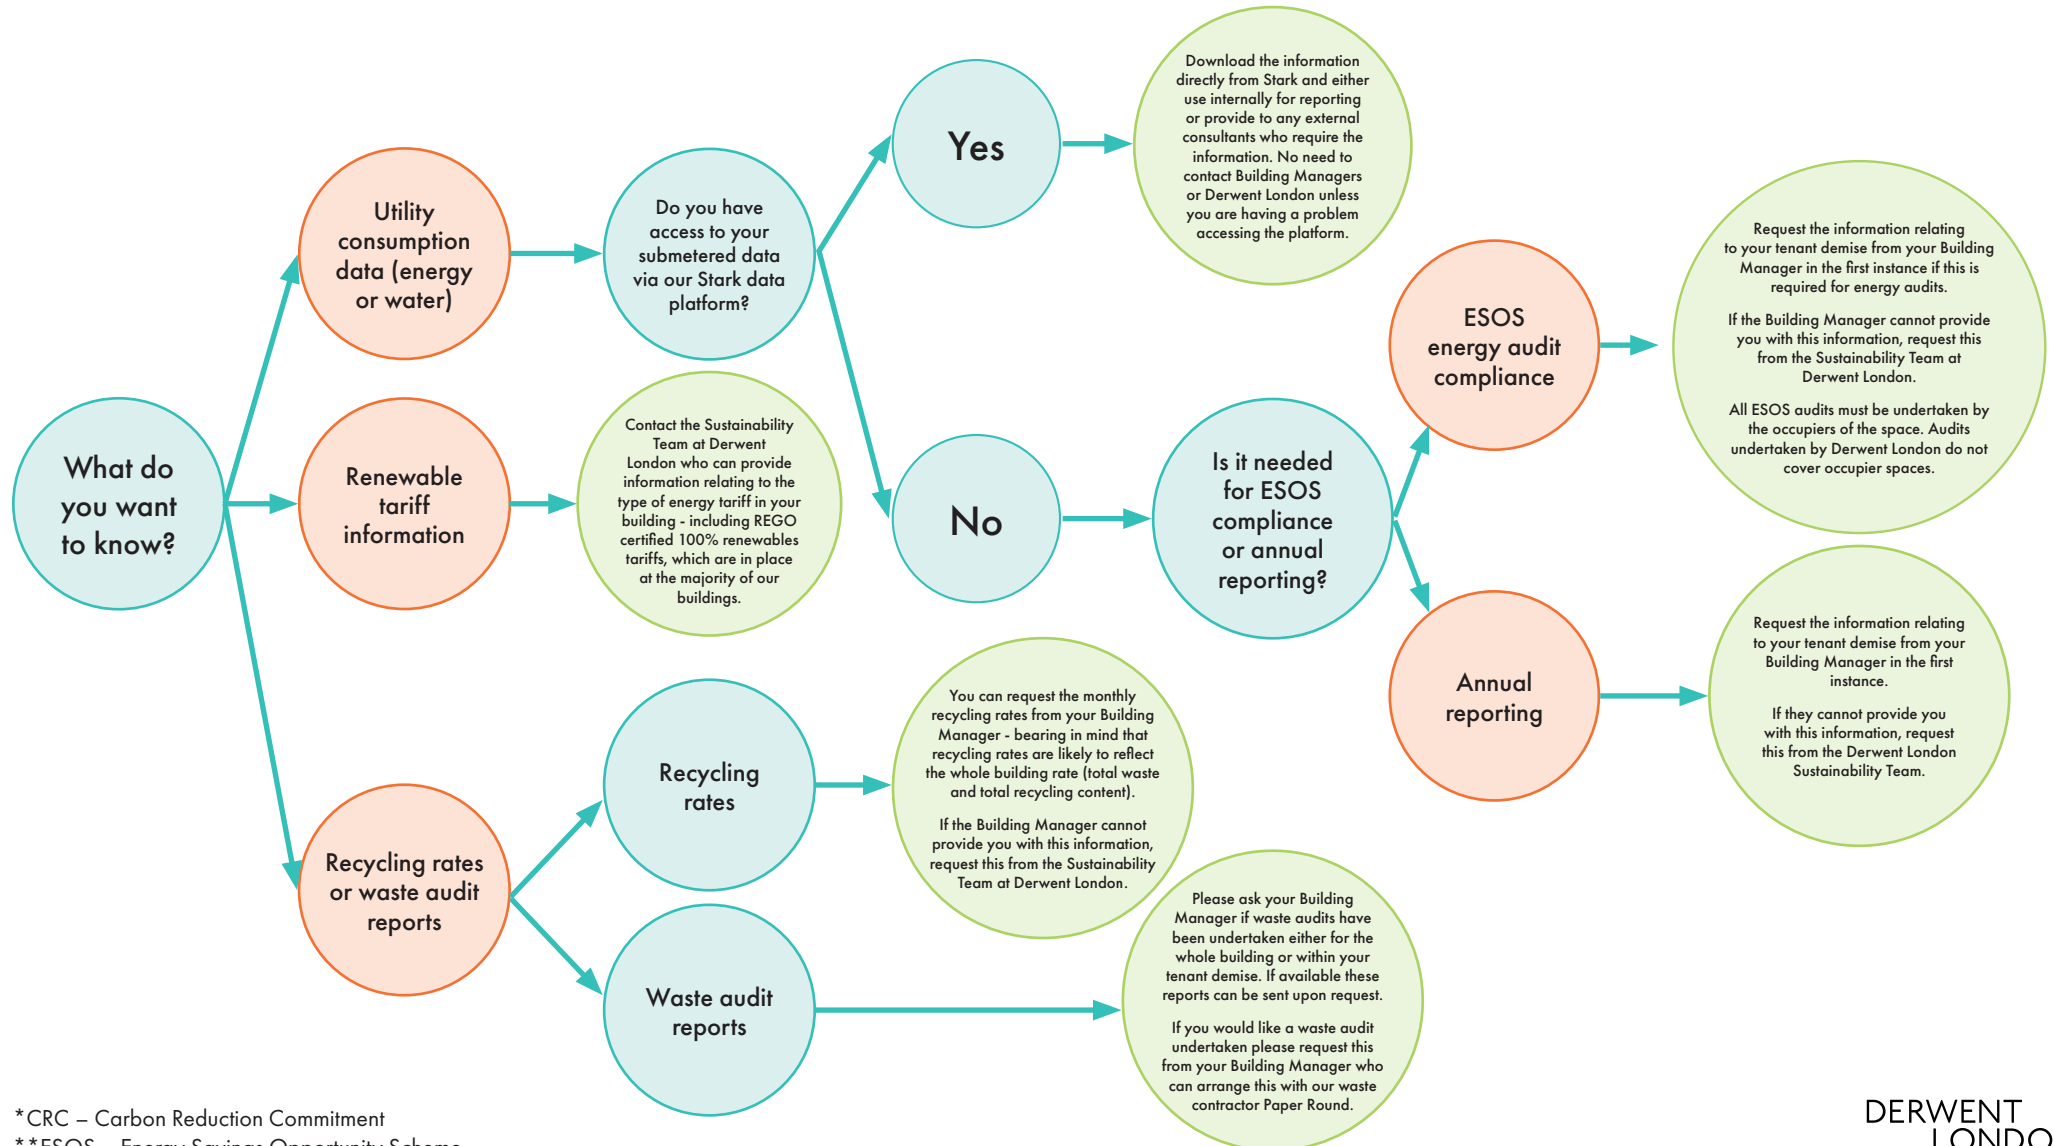 What do
you want
to know?
Utility
consumption
data (energy
or water)
Do you have
access to your
submetered data
via our Stark data
platform?
Yes
Download the information
directly from Stark and either
use internally for reporting
or provide to any external
consultants who require the
information. No need to
contact Building Managers
or Derwent London unless
you are having a problem
accessing the platform.
No
Is it needed
for ESOS
compliance
or annual
reporting?
ESOS
energy audit
compliance
Request the information relating
to your tenant demise from your Building
Manager in the first instance if this is
required for energy audits.
If the Building Manager cannot provide
you with this information, request this
from the Sustainability Team at
Derwent London.
All ESOS audits must be undertaken by
the occupiers of the space. Audits
undertaken by Derwent London do not
cover occupier spaces.
Annual
reporting
Request the information relating
to your tenant demise from your
Building Manager in the first
instance.
If they cannot provide you
with this information, request
this from the Derwent London
Sustainability Team.
Renewable
tariff
information
Contact the Sustainability
Team at Derwent
London who can provide
information relating to the
type of energy tariff in your
building - including REGO
certified 100% renewables
tariffs, which are in place
at the majority of our
buildings.
Recycling rates
or waste audit
reports
Recycling
rates
You can request the monthly
recycling rates from your Building
Manager - bearing in mind that
recycling rates are likely to reflect
the whole building rate (total waste
and total recycling content).
If the Building Manager cannot
provide you with this information,
request this from the Sustainability
Team at Derwent London.
Waste audit
reports
Please ask your Building
Manager if waste audits have
been undertaken either for the
whole building or within your
tenant demise. If available these
reports can be sent upon request.
If you would like a waste audit
undertaken please request this
from your Building Manager who
can arrange this with our waste
contractor Paper Round.
*CRC – Carbon Reduction Commitment
**ESOS – Energy Savings Opportunity Scheme
DERWENT
LONDO